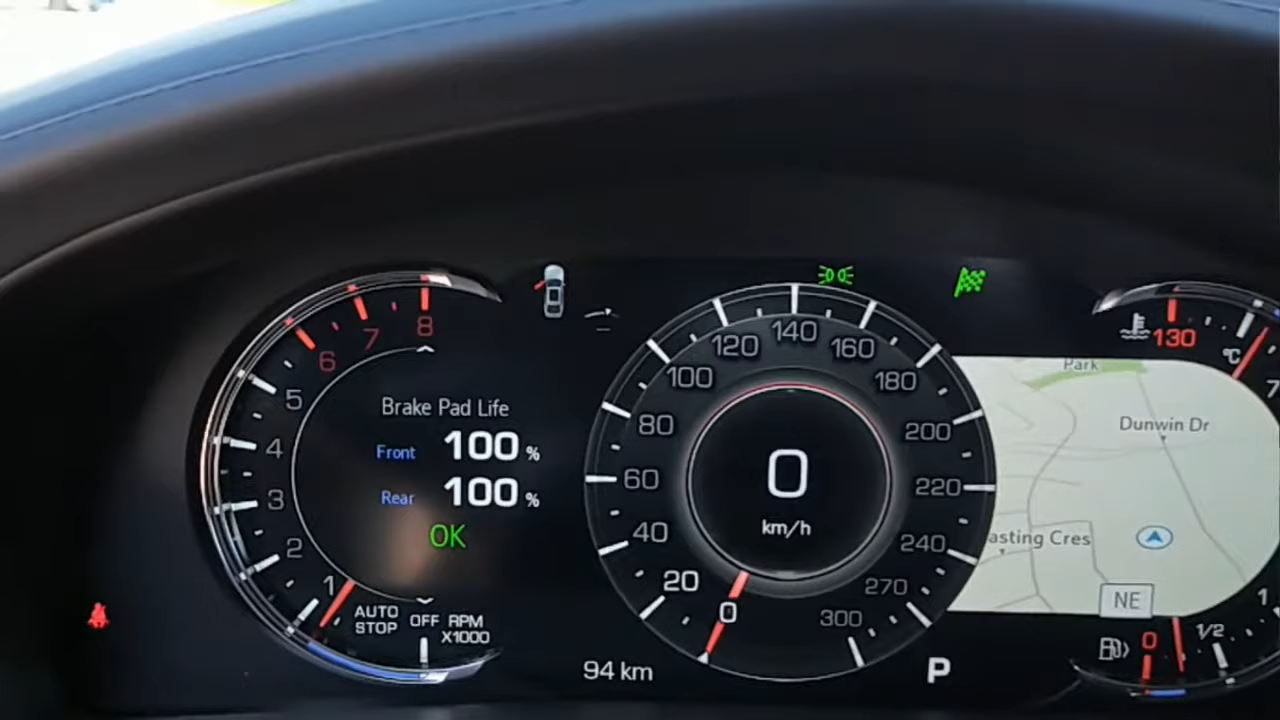 8
7
6
5
4
3
2
1
Brake Pad Life
Front 100 %
Rear 100 %
OK
AUTO STOP
OFF
RPM X1000
94 km
0
20
40
60
80
100
120
140
160
180
200
220
240
270
300
0
km/h
P
130
°C
Park
Dunwin Dr
asting Cres
NE
0
1/2
1
7